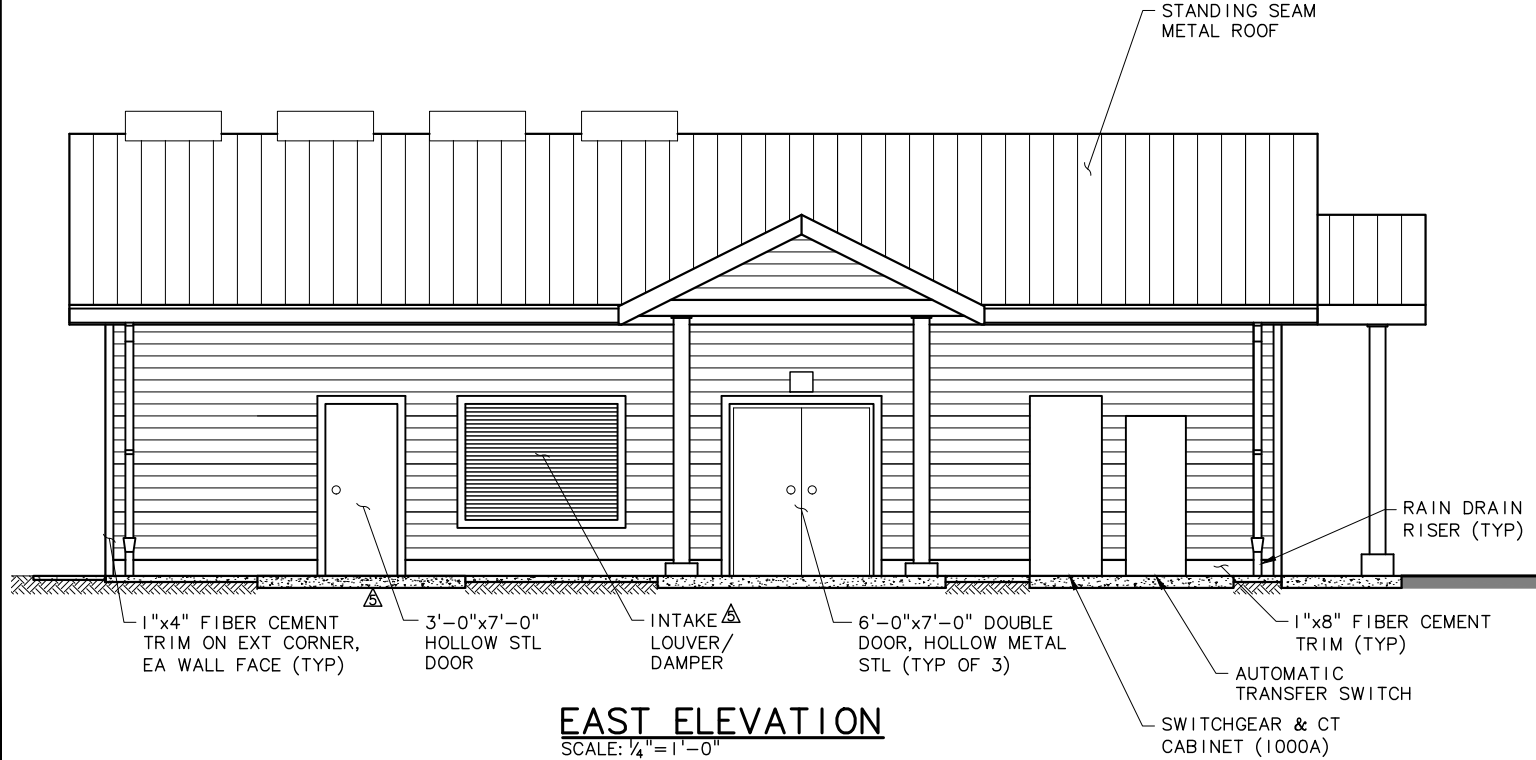 STANDING SEAM
METAL ROOF
RAIN DRAIN
RISER (TYP)
1"x4" FIBER CEMENT
TRIM ON EXT CORNER,
EA WALL FACE (TYP)
5
3'-0"x7'-0"
HOLLOW STL
DOOR
INTAKE 5
LOUVER/
DAMPER
6'-0"x7'-0" DOUBLE
DOOR, HOLLOW METAL
STL (TYP OF 3)
1"x8" FIBER CEMENT
TRIM (TYP)
AUTOMATIC
TRANSFER SWITCH
SWITCHGEAR & CT
CABINET (1000A)
EAST ELEVATION
SCALE: 1/4"=1'-0"